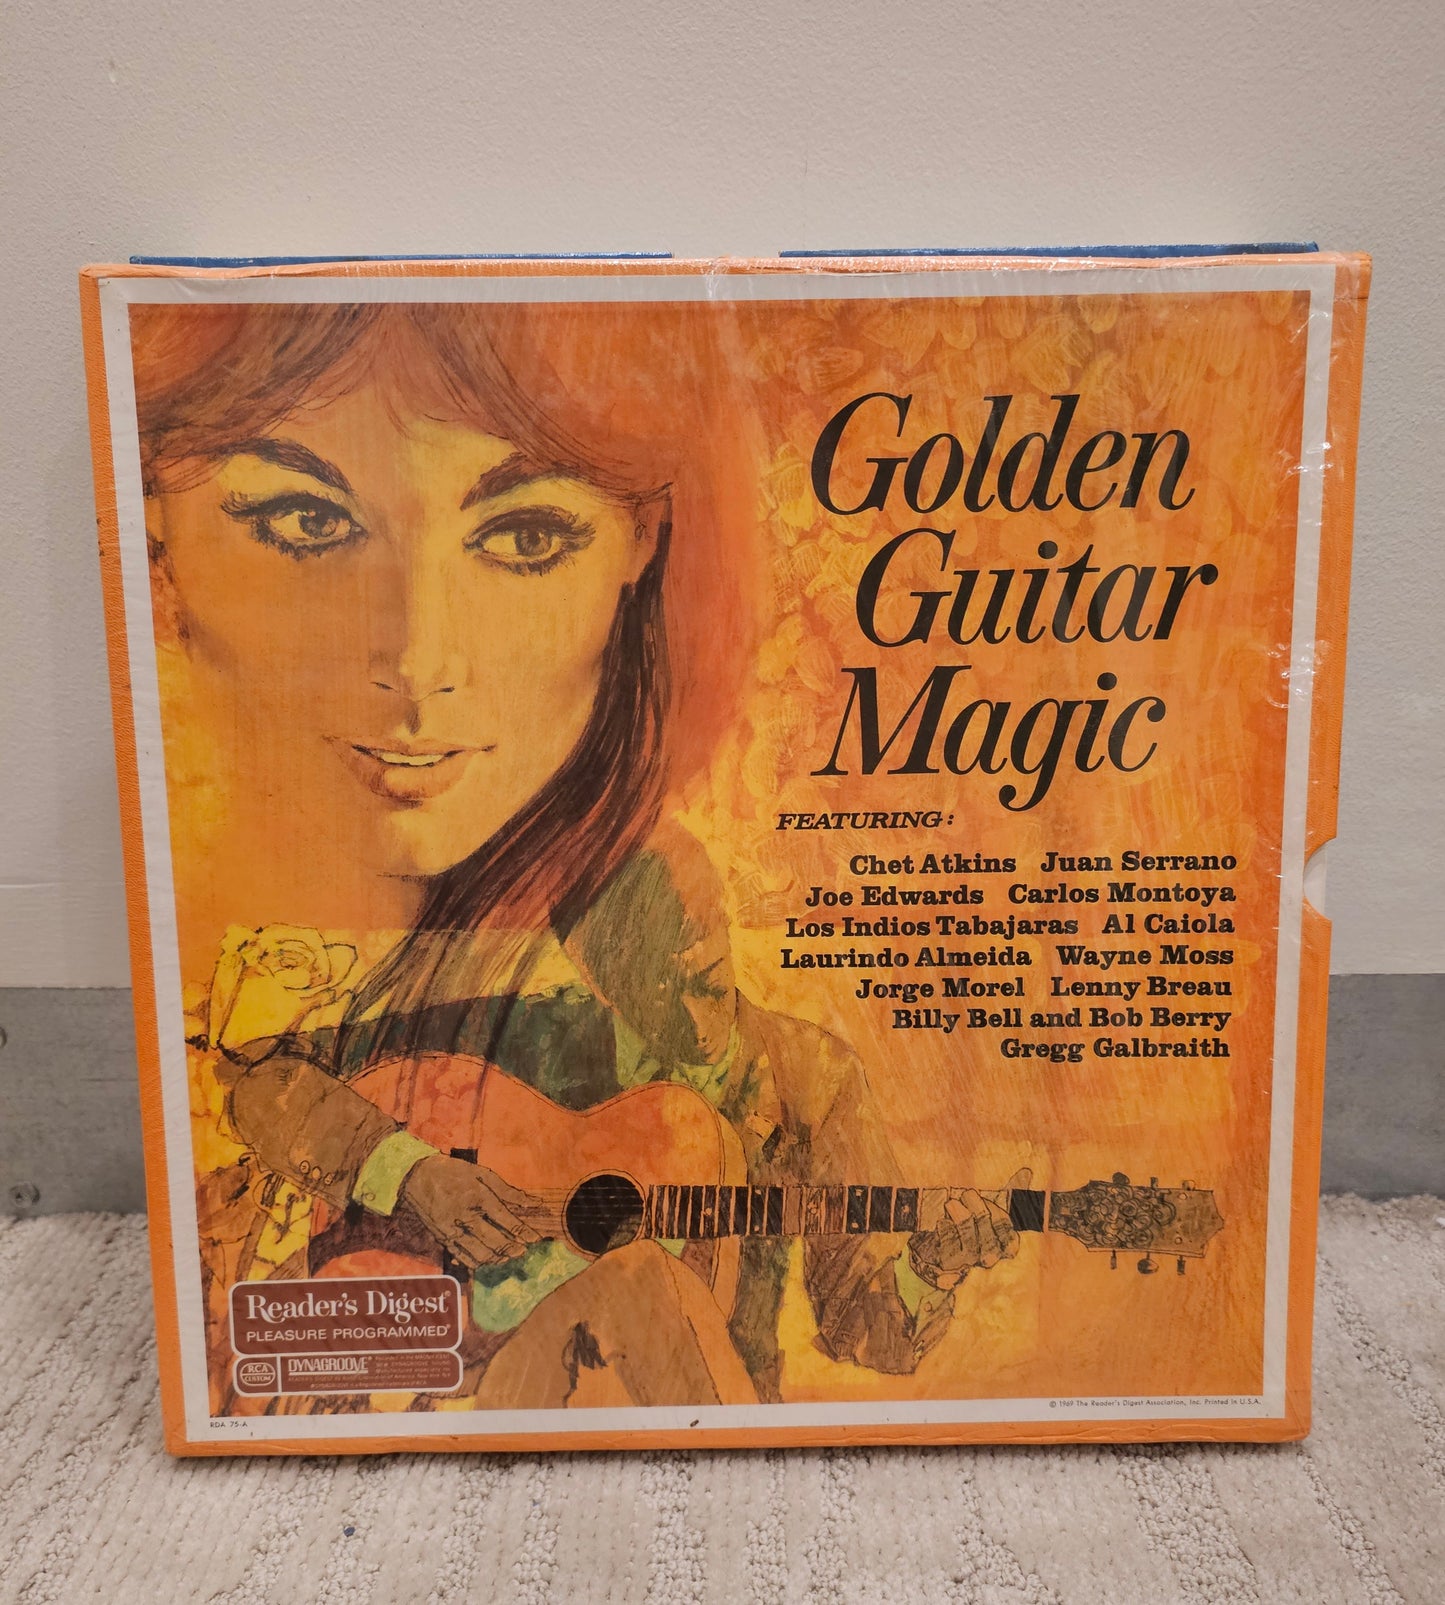 Golden
Guitar
Magic
FEATURING:
Chet Atkins Juan Serrano
Joe Edwards Carlos Montoya
Los Indios Tabajaras Al Caiola
Laurindo Almeida Wayne Moss
Jorge Morel Lenny Breau
Billy Bell and Bob Berry
Gregg Galbraith
Reader's Digest®
PLEASURE PROGRAMMED®
RCA
CUSTOM
DYNAGROOVE®
RDA 75-A
© 1969 The Reader's Digest Association, Inc. Printed in U.S.A.